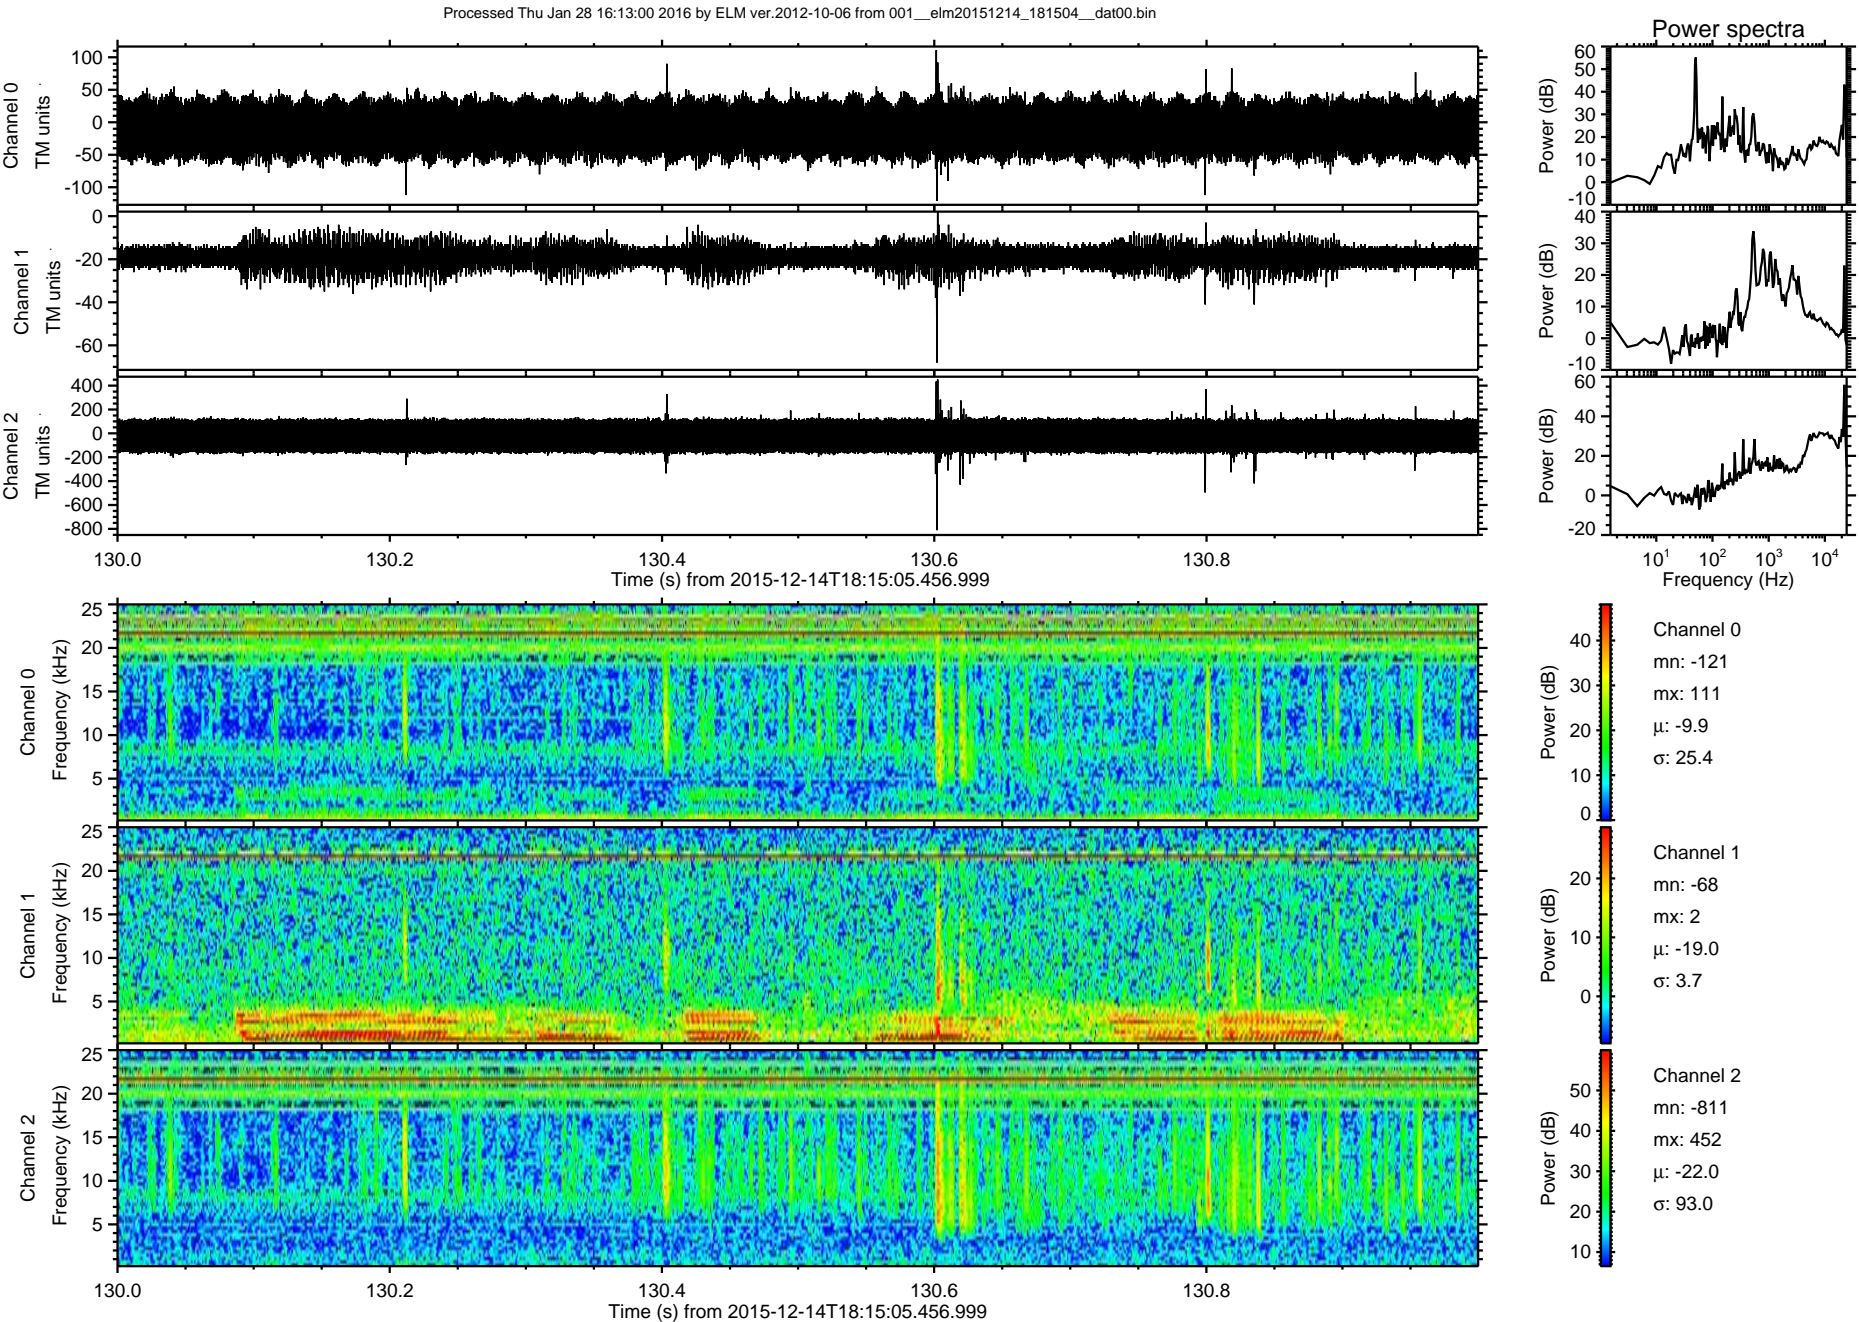 Processed Thu Jan 28 16:13:00 2016 by ELM ver.2012-10-06 from 001__elm20151214_181504__dat00.bin
Power spectra
Channel 0
TM units
100
50
0
-50
-100
Power (dB)
60
50
40
30
20
10
0
-10
Channel 1
TM units
0
-20
-40
-60
Power (dB)
40
30
20
10
0
-10
Channel 2
TM units
400
200
0
-200
-400
-600
-800
Power (dB)
60
40
20
0
-20
130.0 130.2 130.4 130.6 130.8
Time (s) from 2015-12-14T18:15:05.456.999
10¹ 10² 10³ 10⁴
Frequency (Hz)
Channel 0
Frequency (kHz)
25
20
15
10
5
Power (dB)
40
30
20
10
0
Channel 0
mn: -121
mx: 111
μ: -9.9
σ: 25.4
Channel 1
Frequency (kHz)
25
20
15
10
5
Power (dB)
20
10
0
Channel 1
mn: -68
mx: 2
μ: -19.0
σ: 3.7
Channel 2
Frequency (kHz)
25
20
15
10
5
Power (dB)
50
40
30
20
10
Channel 2
mn: -811
mx: 452
μ: -22.0
σ: 93.0
130.0 130.2 130.4 130.6 130.8
Time (s) from 2015-12-14T18:15:05.456.999